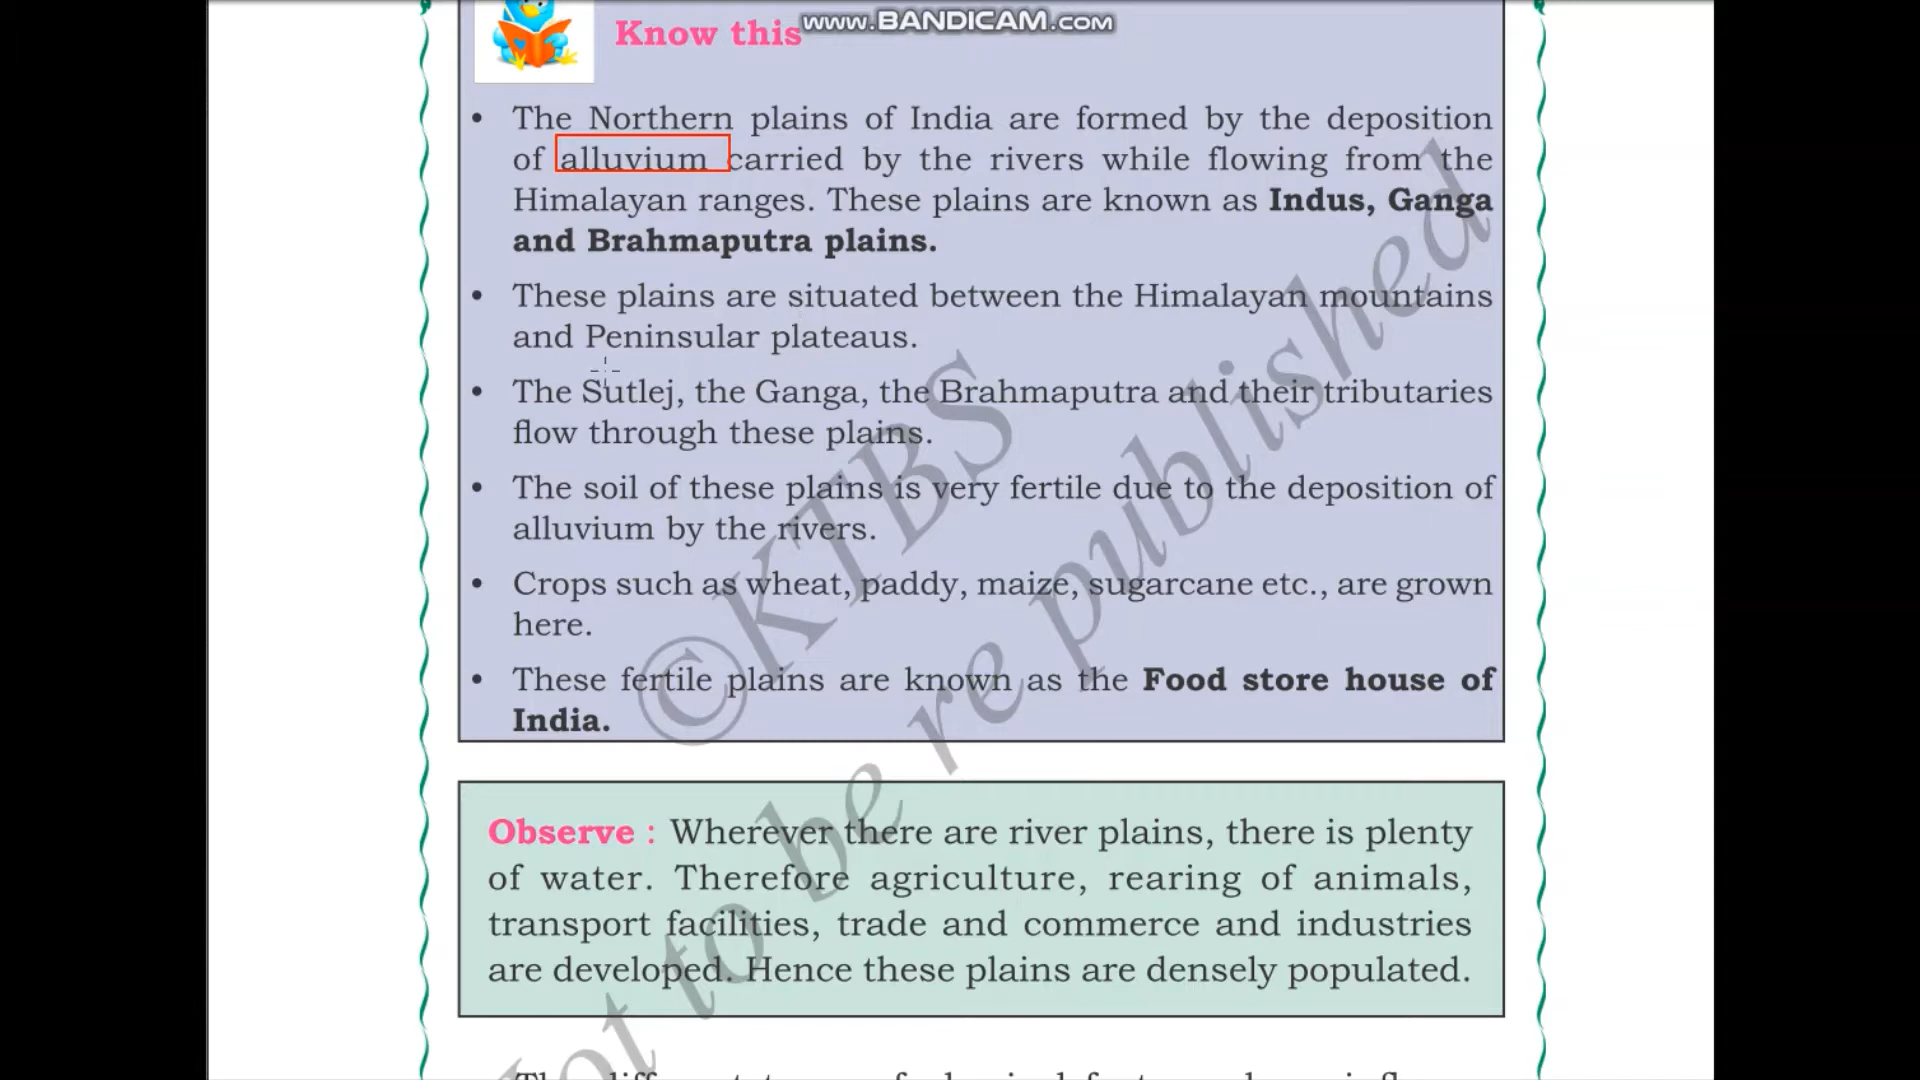 www.BANDICAM.com
Know this
• The Northern plains of India are formed by the deposition
of alluvium carried by the rivers while flowing from the
Himalayan ranges. These plains are known as Indus, Ganga
and Brahmaputra plains.
• These plains are situated between the Himalayan mountains
and Peninsular plateaus.
• The Sutlej, the Ganga, the Brahmaputra and their tributaries
flow through these plains.
• The soil of these plains is very fertile due to the deposition of
alluvium by the rivers.
• Crops such as wheat, paddy, maize, sugarcane etc., are grown
here.
• These fertile plains are known as the Food store house of
India.
Observe : Wherever there are river plains, there is plenty
of water. Therefore agriculture, rearing of animals,
transport facilities, trade and commerce and industries
are developed. Hence these plains are densely populated.
©KTBS
to be re published